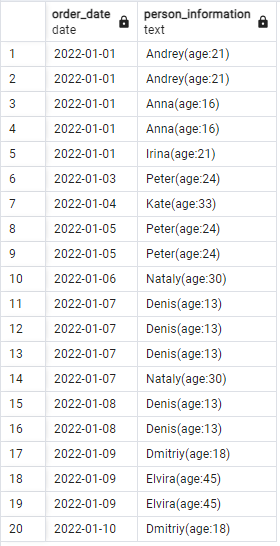 order_date person_information
date text
1 2022-01-01 Andrey(age:21)
2 2022-01-01 Andrey(age:21)
3 2022-01-01 Anna(age:16)
4 2022-01-01 Anna(age:16)
5 2022-01-01 Irina(age:21)
6 2022-01-03 Peter(age:24)
7 2022-01-04 Kate(age:33)
8 2022-01-05 Peter(age:24)
9 2022-01-05 Peter(age:24)
10 2022-01-06 Nataly(age:30)
11 2022-01-07 Denis(age:13)
12 2022-01-07 Denis(age:13)
13 2022-01-07 Denis(age:13)
14 2022-01-07 Nataly(age:30)
15 2022-01-08 Denis(age:13)
16 2022-01-08 Denis(age:13)
17 2022-01-09 Dmitriy(age:18)
18 2022-01-09 Elvira(age:45)
19 2022-01-09 Elvira(age:45)
20 2022-01-10 Dmitriy(age:18)